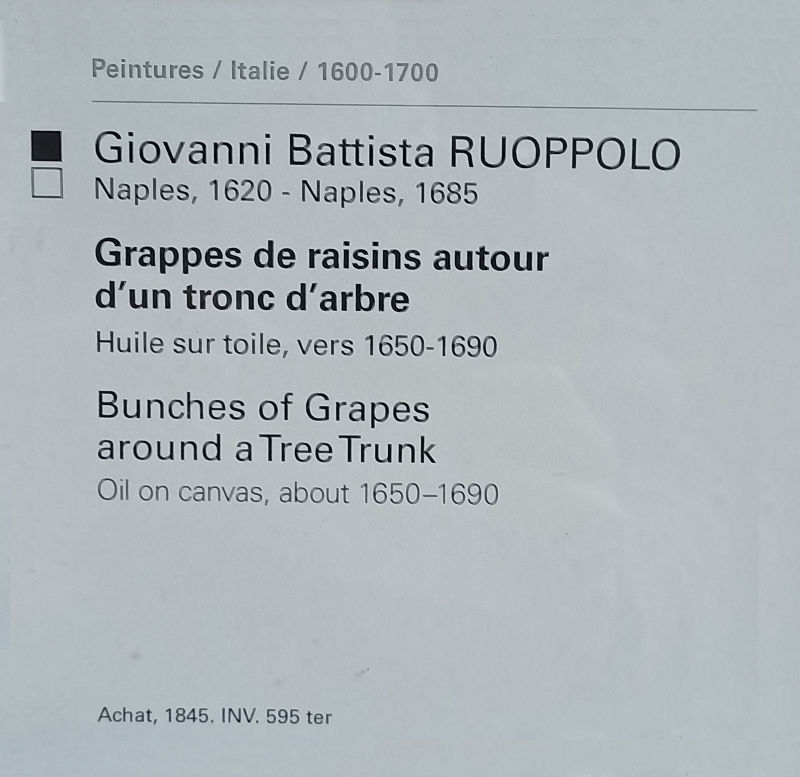 Peintures / Italie / 1600-1700
Giovanni Battista RUOPPOLO
Naples, 1620 - Naples, 1685
Grappes de raisins autour
d’un tronc d’arbre
Huile sur toile, vers 1650-1690
Bunches of Grapes
around a Tree Trunk
Oil on canvas, about 1650–1690
Achat, 1845. INV. 595 ter